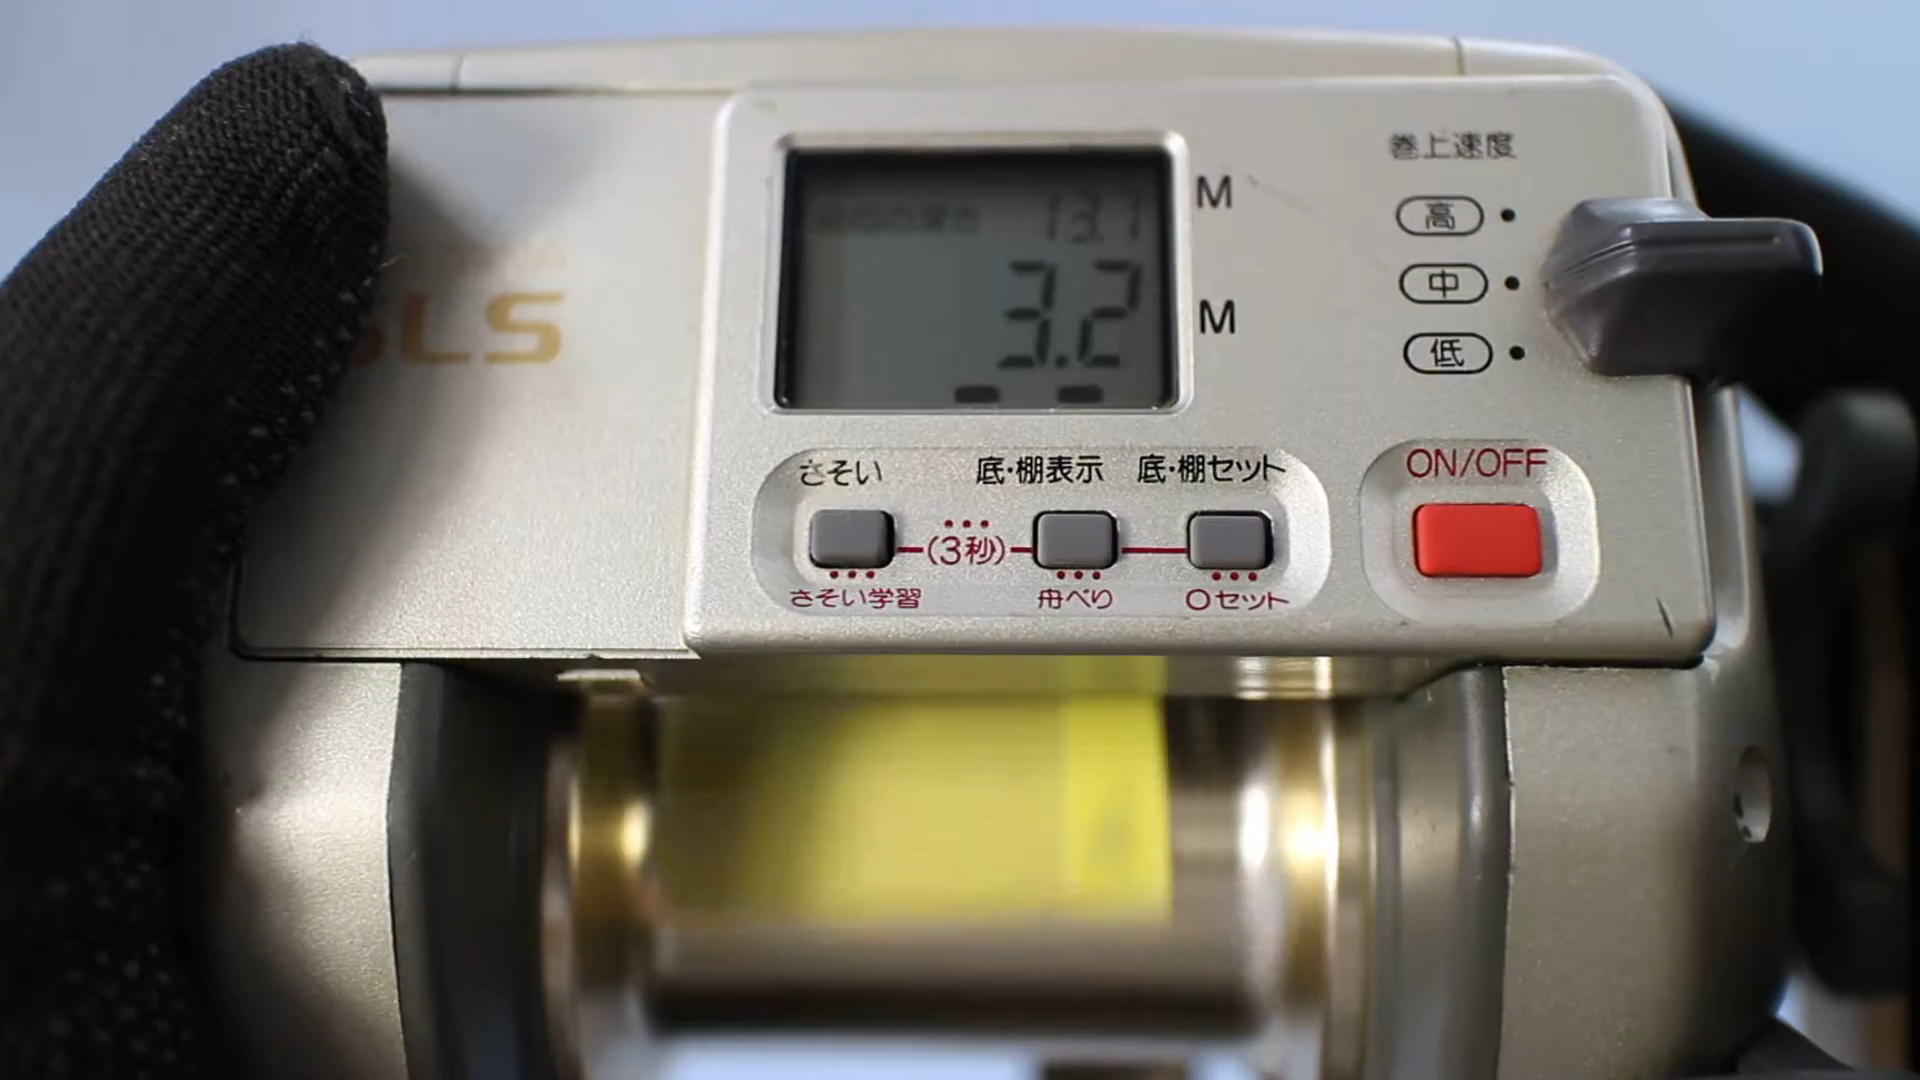 13.1
M
3.2
M
SLS
巻上速度
高
中
低
さそい
底・棚表示
底・棚セット
ON/OFF
(3秒)
さそい学習
舟べり
0セット